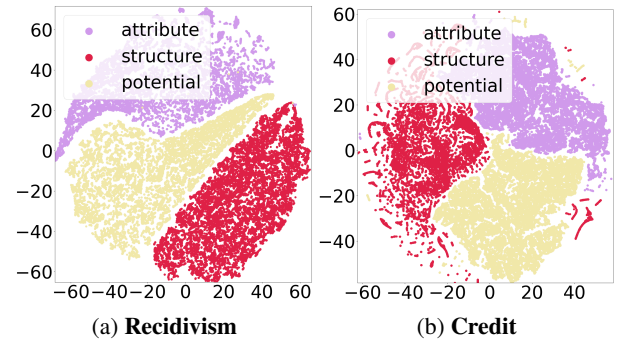 attribute
structure
potential
60
40
20
0
−20
−40
−60
−60 −40 −20 0 20 40 60
(a) Recidivism
attribute
structure
potential
60
40
20
0
−20
−40
−60 −40 −20 0 20 40
(b) Credit